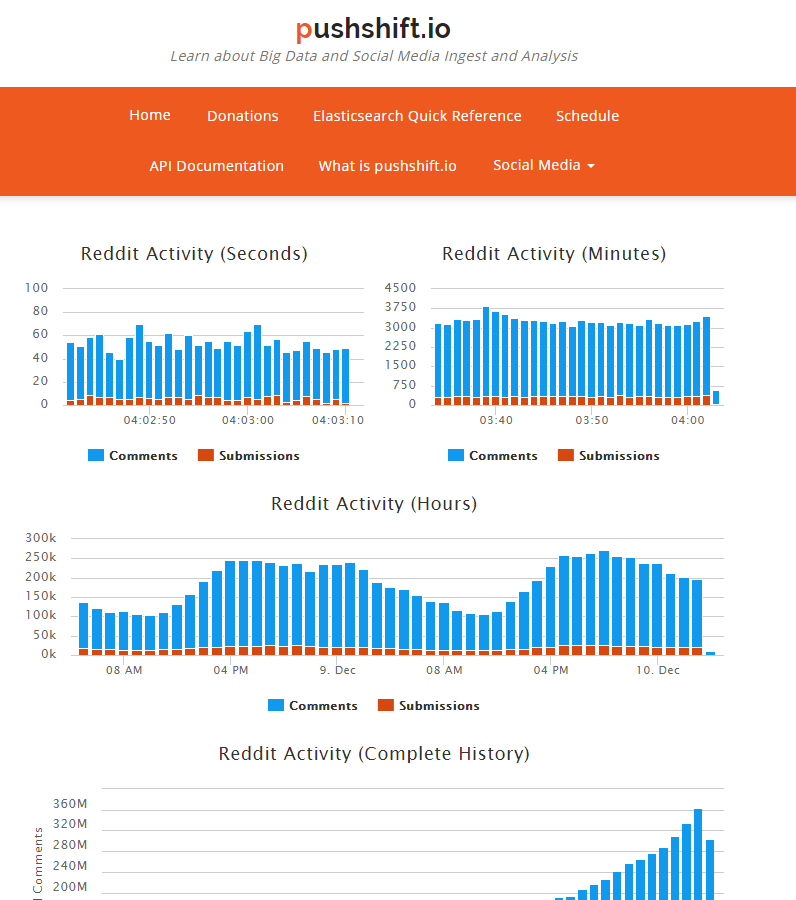 pushshift.io
Learn about Big Data and Social Media Ingest and Analysis
Home Donations Elasticsearch Quick Reference Schedule
API Documentation What is pushshift.io Social Media
Reddit Activity (Seconds)
100
80
60
40
20
0
04:02:50 04:03:00 04:03:10
Comments Submissions
Reddit Activity (Minutes)
4500
3750
3000
2250
1500
750
0
03:40 03:50 04:00
Comments Submissions
Reddit Activity (Hours)
300k
250k
200k
150k
100k
50k
0k
08 AM 04 PM 9. Dec 08 AM 04 PM 10. Dec
Comments Submissions
Reddit Activity (Complete History)
360M
320M
280M
240M
200M
Comments